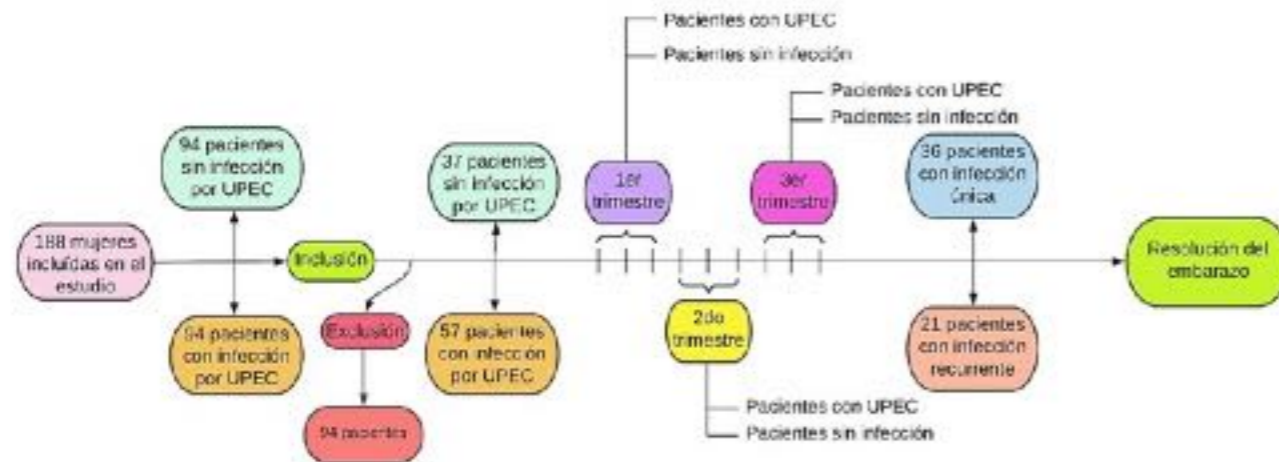 188 mujeres
incluídas en el
estudio
94 pacientes
sin infección
por UPEC
94 pacientes
con infección
por UPEC
Inclusión
Exclusión
94 pacientes
37 pacientes
sin infección
por UPEC
57 pacientes
con infección
por UPEC
Pacientes con UPEC
Pacientes sin infección
1er
trimestre
2do
trimestre
Pacientes con UPEC
Pacientes sin infección
Pacientes con UPEC
Pacientes sin infección
3er
trimestre
36 pacientes
con infección
única
21 pacientes
con infección
recurrente
Resolución del
embarazo